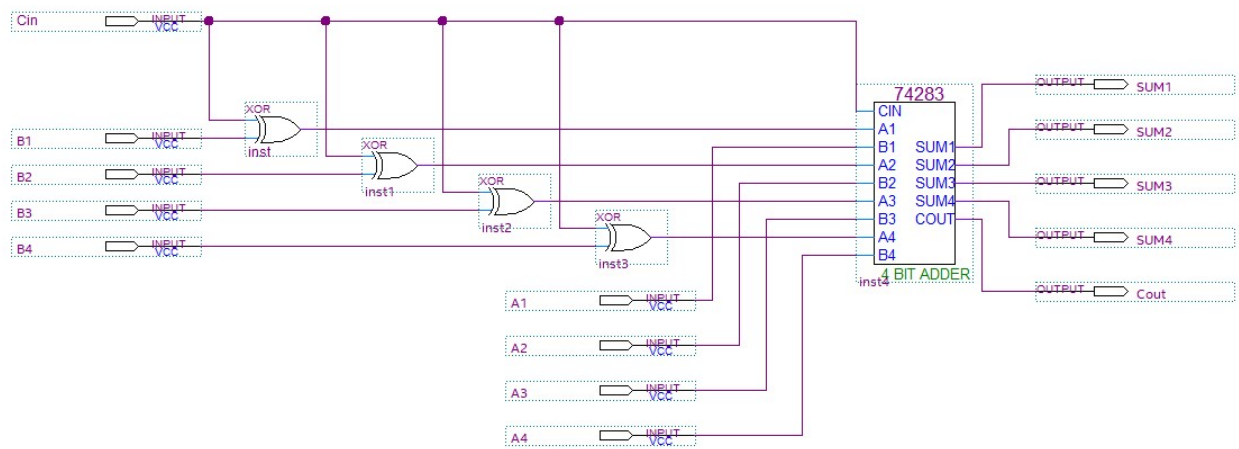 Cin INPUT VCC
XOR
inst
B1 INPUT VCC
XOR
inst1
B2 INPUT VCC
XOR
inst2
B3 INPUT VCC
XOR
inst3
B4 INPUT VCC
A1 INPUT VCC
A2 INPUT VCC
A3 INPUT VCC
A4 INPUT VCC
74283
CIN
A1
B1 SUM1
A2 SUM2
B2 SUM3
A3 SUM4
B3 COUT
A4
B4
4 BIT ADDER
inst4
OUTPUT SUM1
OUTPUT SUM2
OUTPUT SUM3
OUTPUT SUM4
OUTPUT Cout